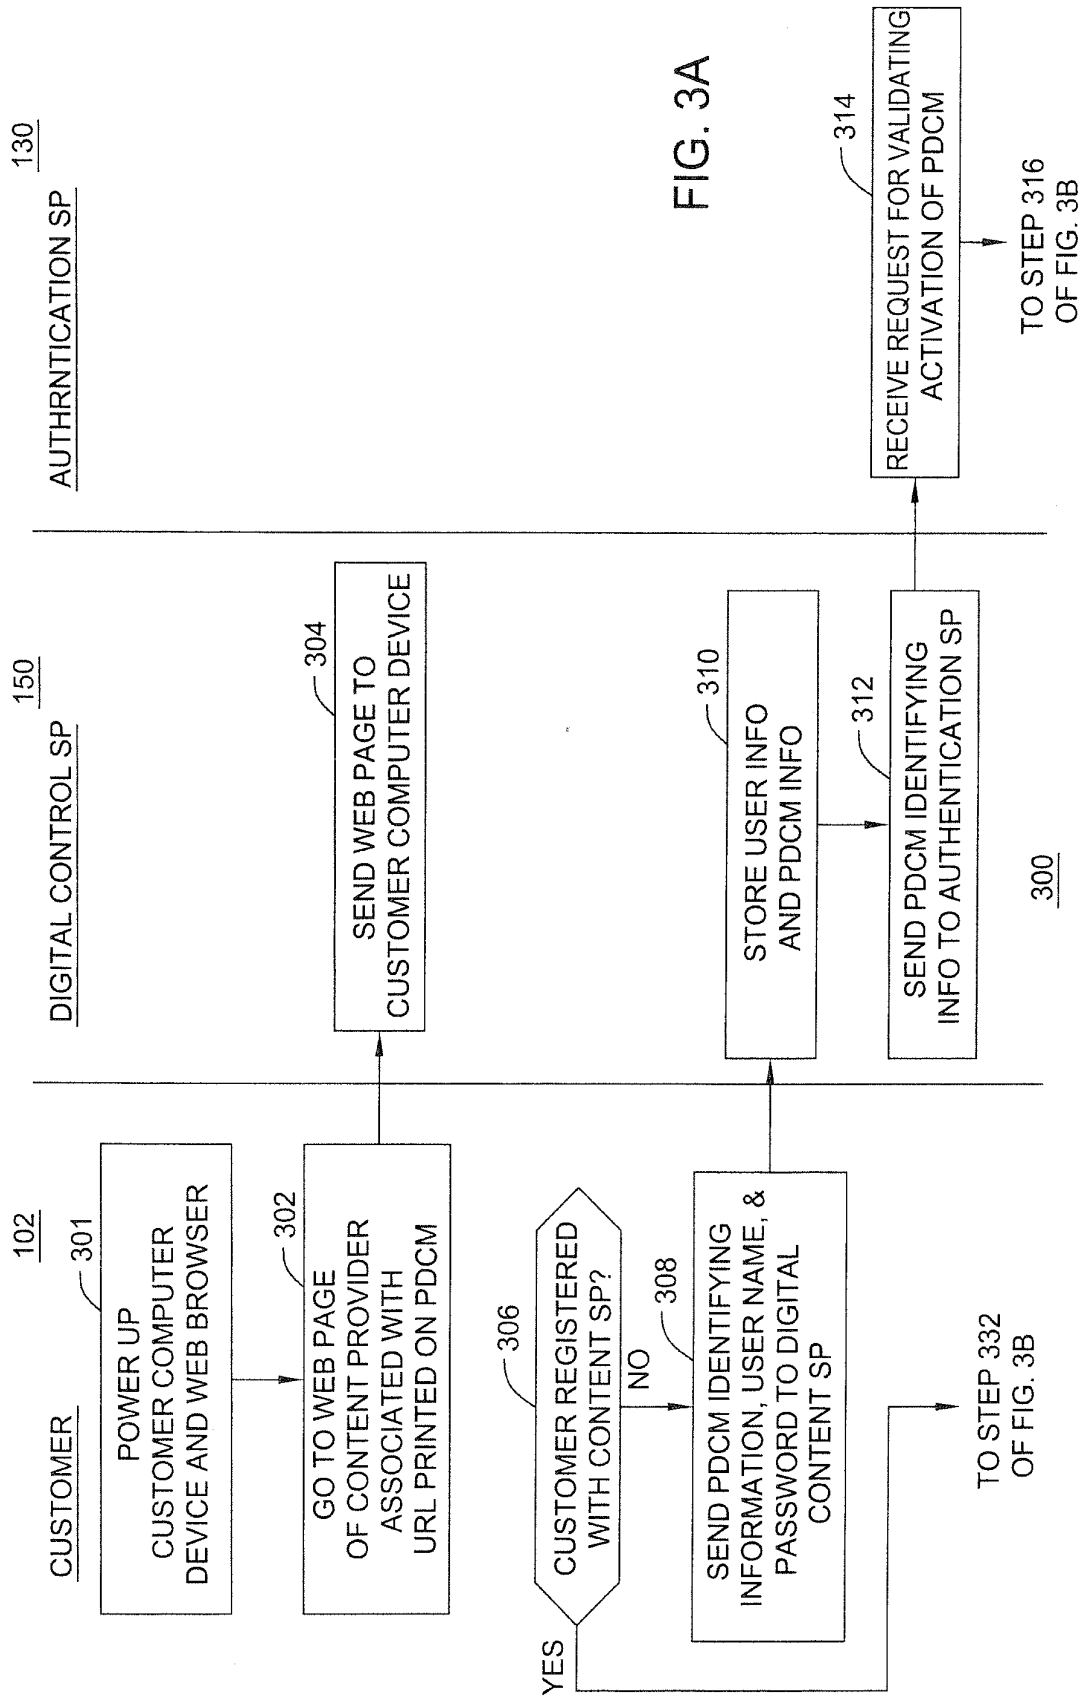 CUSTOMER
102
DIGITAL CONTROL SP
150
AUTHRNTICATION SP
130
301
POWER UP
CUSTOMER COMPUTER
DEVICE AND WEB BROWSER
302
GO TO WEB PAGE
OF CONTENT PROVIDER
ASSOCIATED WITH
URL PRINTED ON PDCM
304
SEND WEB PAGE TO
CUSTOMER COMPUTER DEVICE
306
CUSTOMER REGISTERED
WITH CONTENT SP?
YES
NO
308
SEND PDCM IDENTIFYING
INFORMATION, USER NAME, &
PASSWORD TO DIGITAL
CONTENT SP
310
STORE USER INFO
AND PDCM INFO
312
SEND PDCM IDENTIFYING
INFO TO AUTHENTICATION SP
314
RECEIVE REQUEST FOR VALIDATING
ACTIVATION OF PDCM
TO STEP 332
OF FIG. 3B
300
TO STEP 316
OF FIG. 3B
FIG. 3A